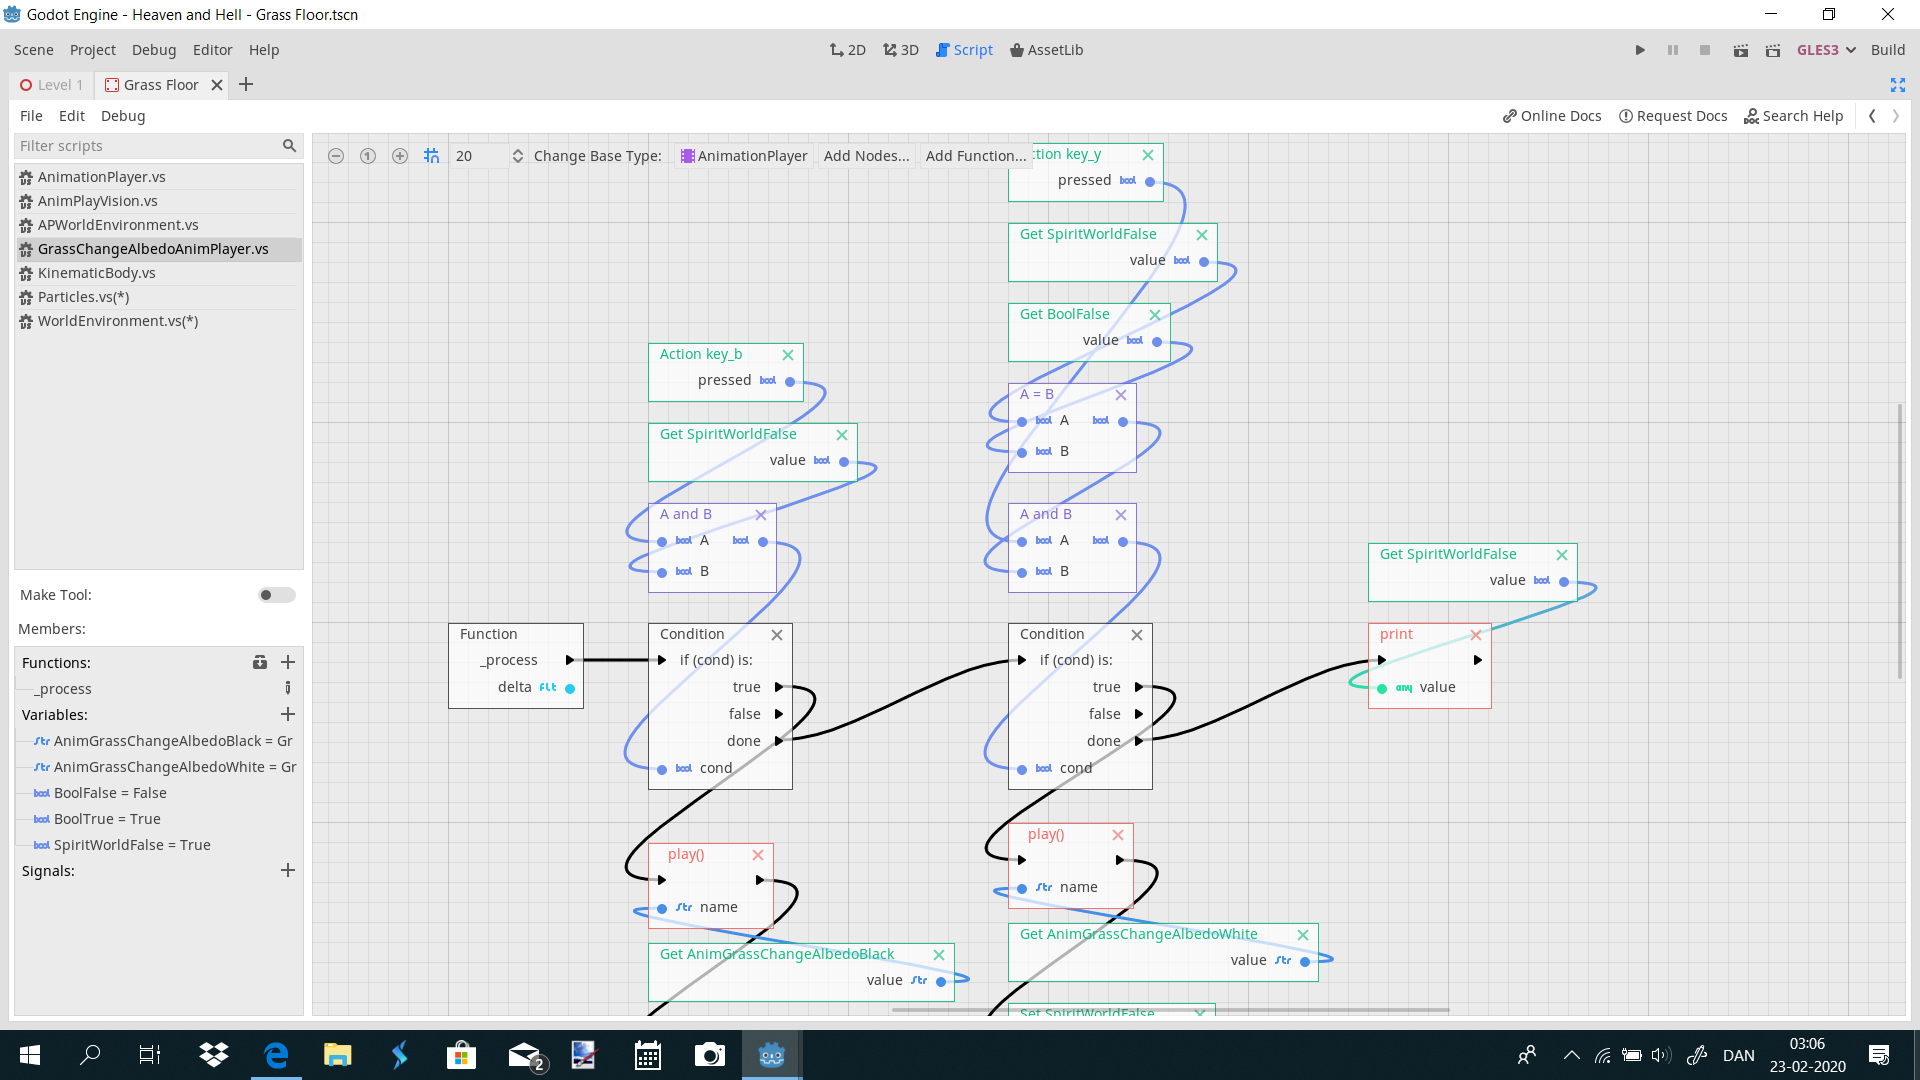 Godot Engine - Heaven and Hell - Grass Floor.tscn
Scene Project Debug Editor Help
2D 3D Script AssetLib
GLES3 Build
Level 1 Grass Floor
File Edit Debug
Online Docs Request Docs Search Help
Filter scripts
AnimationPlayer.vs
AnimPlayVision.vs
APWorldEnvironment.vs
GrassChangeAlbedoAnimPlayer.vs
KinematicBody.vs
Particles.vs(*)
WorldEnvironment.vs(*)
Make Tool:
Members:
Functions:
_process
Variables:
Str AnimGrassChangeAlbedoBlack = Gr
Str AnimGrassChangeAlbedoWhite = Gr
bool BoolFalse = False
bool BoolTrue = True
bool SpiritWorldFalse = True
Signals:
1 20 Change Base Type: AnimationPlayer Add Nodes... Add Function...
ction key_y
pressed bool
Get SpiritWorldFalse
value bool
Get BoolFalse
value bool
A = B
bool A bool
bool B
A and B
bool A bool
bool B
Action key_b
pressed bool
Get SpiritWorldFalse
value bool
A and B
bool A bool
bool B
Function
_process
delta Flt
Condition
if (cond) is:
true
false
done
bool cond
Condition
if (cond) is:
true
false
done
bool cond
Get SpiritWorldFalse
value bool
print
any value
play()
Str name
Get AnimGrassChangeAlbedoBlack
value Str
play()
Str name
Get AnimGrassChangeAlbedoWhite
value Str
Set SpiritWorldFalse
2
DAN
03:06
23-02-2020